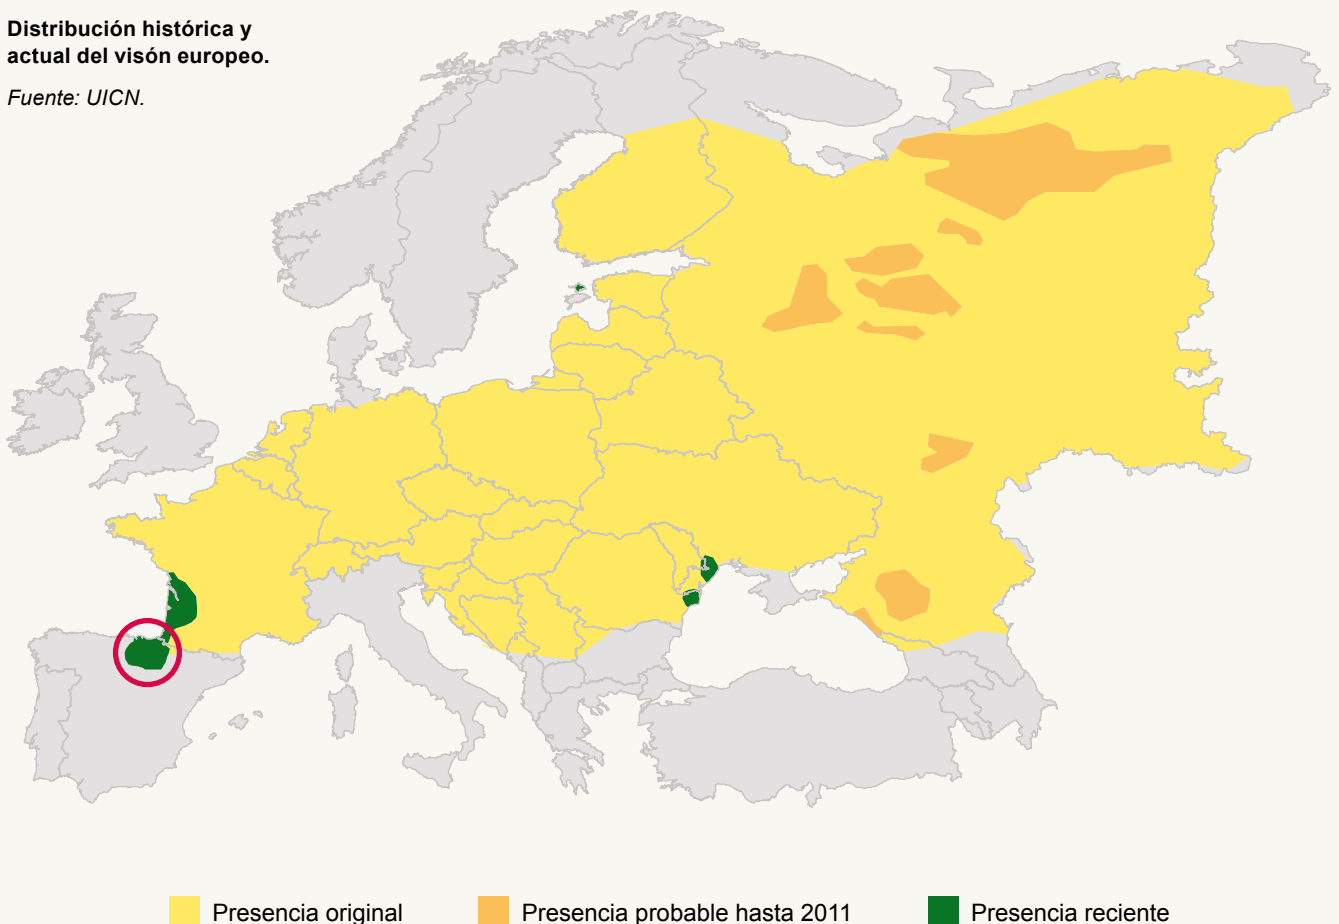 Distribución histórica y
actual del visón europeo.
Fuente: UICN.
Presencia original
Presencia probable hasta 2011
Presencia reciente